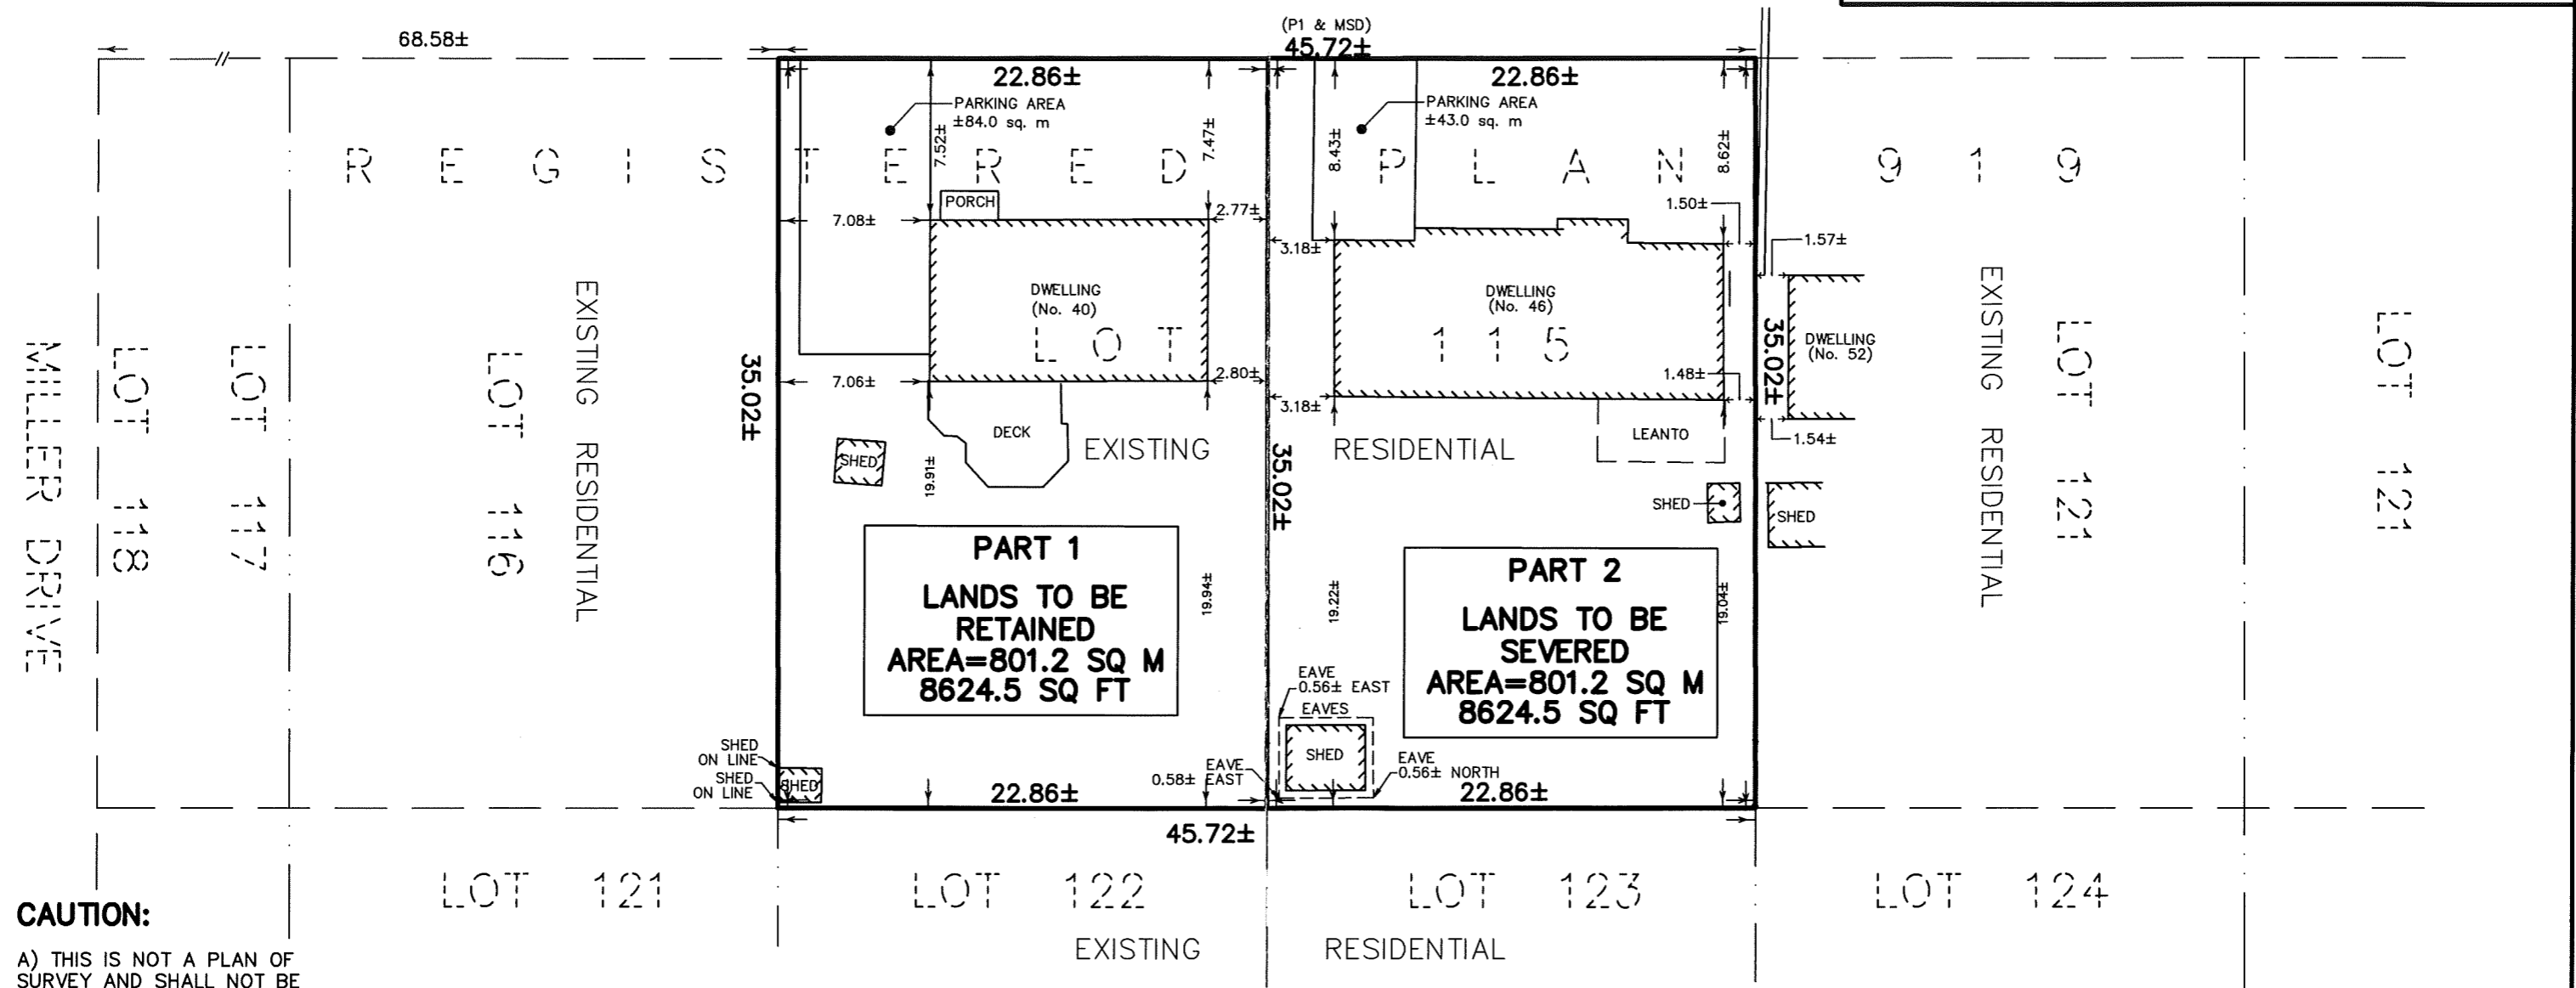 (P1 & MSD)
68.58±
45.72±
22.86±
22.86±
PARKING AREA
±84.0 sq. m
PARKING AREA
±43.0 sq. m
7.52±
7.47±
8.43±
8.62±
REGISTERED PLAN 919
PORCH
7.08±
2.77±
3.18±
1.50±
1.57±
DWELLING
(No. 40)
DWELLING
(No. 46)
DWELLING
(No. 52)
LOT 115
7.06±
2.80±
3.18±
1.48±
1.54±
35.02±
35.02±
35.02±
MILLER DRIVE
LOT 118
LOT 117
LOT 116
EXISTING RESIDENTIAL
EXISTING RESIDENTIAL
LOT 121
LOT 121
DECK
SHED
EXISTING RESIDENTIAL
LEANTO
SHED
SHED
19.91±
19.94±
19.22±
19.04±
PART 1
LANDS TO BE
RETAINED
AREA=801.2 SQ M
8624.5 SQ FT
PART 2
LANDS TO BE
SEVERED
AREA=801.2 SQ M
8624.5 SQ FT
EAVE
0.56± EAST
EAVES
SHED
EAVE
0.56± NORTH
EAVE
0.58± EAST
SHED
ON LINE
SHED
ON LINE
SHED
22.86±
22.86±
45.72±
LOT 121
LOT 122
LOT 123
LOT 124
EXISTING RESIDENTIAL
CAUTION:
A) THIS IS NOT A PLAN OF
SURVEY AND SHALL NOT BE